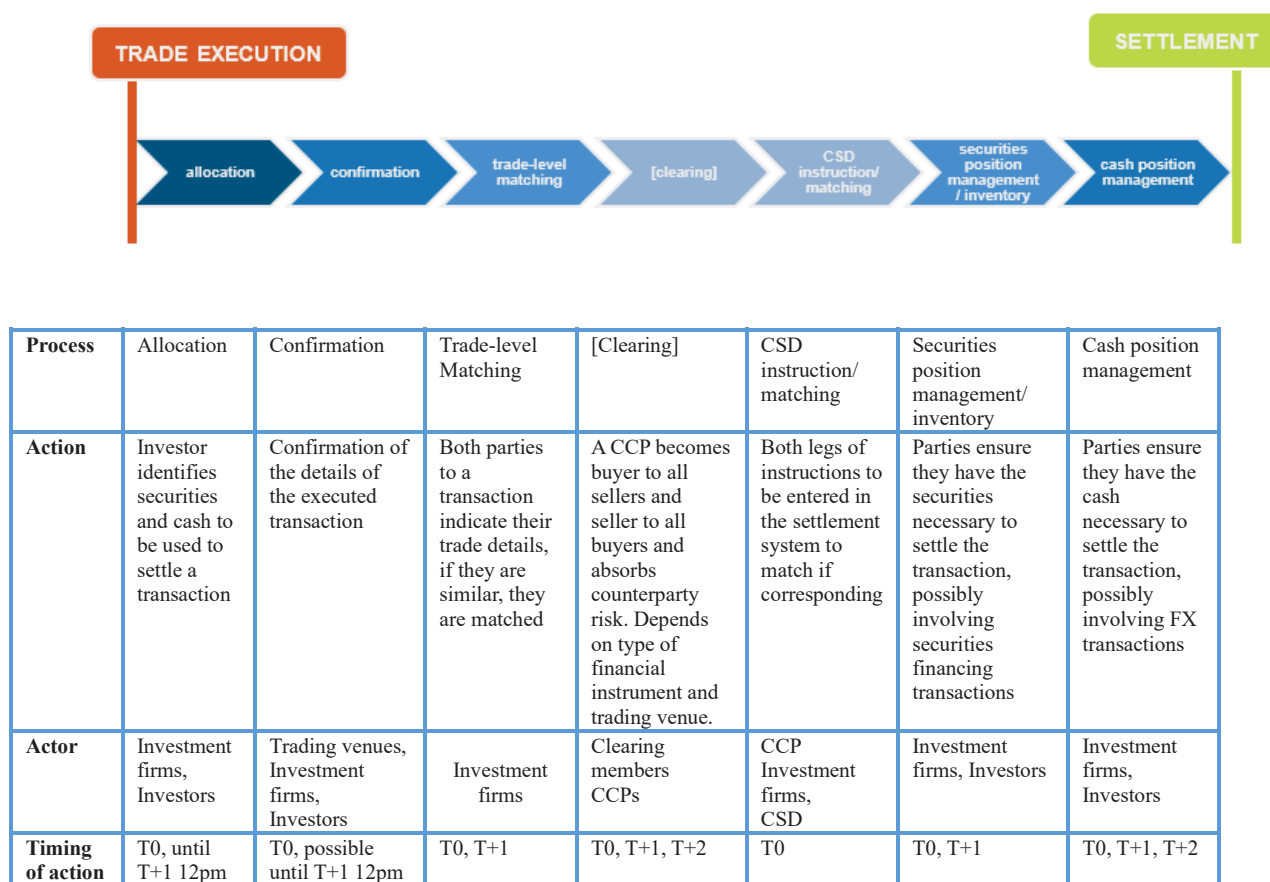 TRADE EXECUTION
SETTLEMENT
allocation
confirmation
trade-level
matching
[clearing]
CSD
instruction/
matching
securities
position
management
/ inventory
cash position
management
Process
Allocation
Confirmation
Trade-level
Matching
[Clearing]
CSD
instruction/
matching
Securities
position
management/
inventory
Cash position
management
Action
Investor
identifies
securities
and cash to
be used to
settle a
transaction
Confirmation of
the details of
the executed
transaction
Both parties
to a
transaction
indicate their
trade details,
if they are
similar, they
are matched
A CCP becomes
buyer to all
sellers and
seller to all
buyers and
absorbs
counterparty
risk. Depends
on type of
financial
instrument and
trading venue.
Both legs of
instructions to
be entered in
the settlement
system to
match if
corresponding
Parties ensure
they have the
securities
necessary to
settle the
transaction,
possibly
involving
securities
financing
transactions
Parties ensure
they have the
cash
necessary to
settle the
transaction,
possibly
involving FX
transactions
Actor
Investment
firms,
Investors
Trading venues,
Investment
firms,
Investors
Investment
firms
Clearing
members
CCPs
CCP
Investment
firms,
CSD
Investment
firms, Investors
Investment
firms,
Investors
Timing
of action
T0, until
T+1 12pm
T0, possible
until T+1 12pm
T0, T+1
T0, T+1, T+2
T0
T0, T+1
T0, T+1, T+2